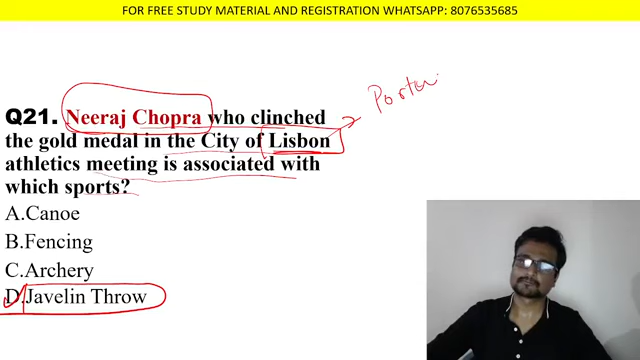 FOR FREE STUDY MATERIAL AND REGISTRATION WHATSAPP: 8076535685
Q21. Neeraj Chopra who clinched
the gold medal in the City of Lisbon
athletics meeting is associated with
which sports?
A.Canoe
B.Fencing
C.Archery
D.Javelin Throw